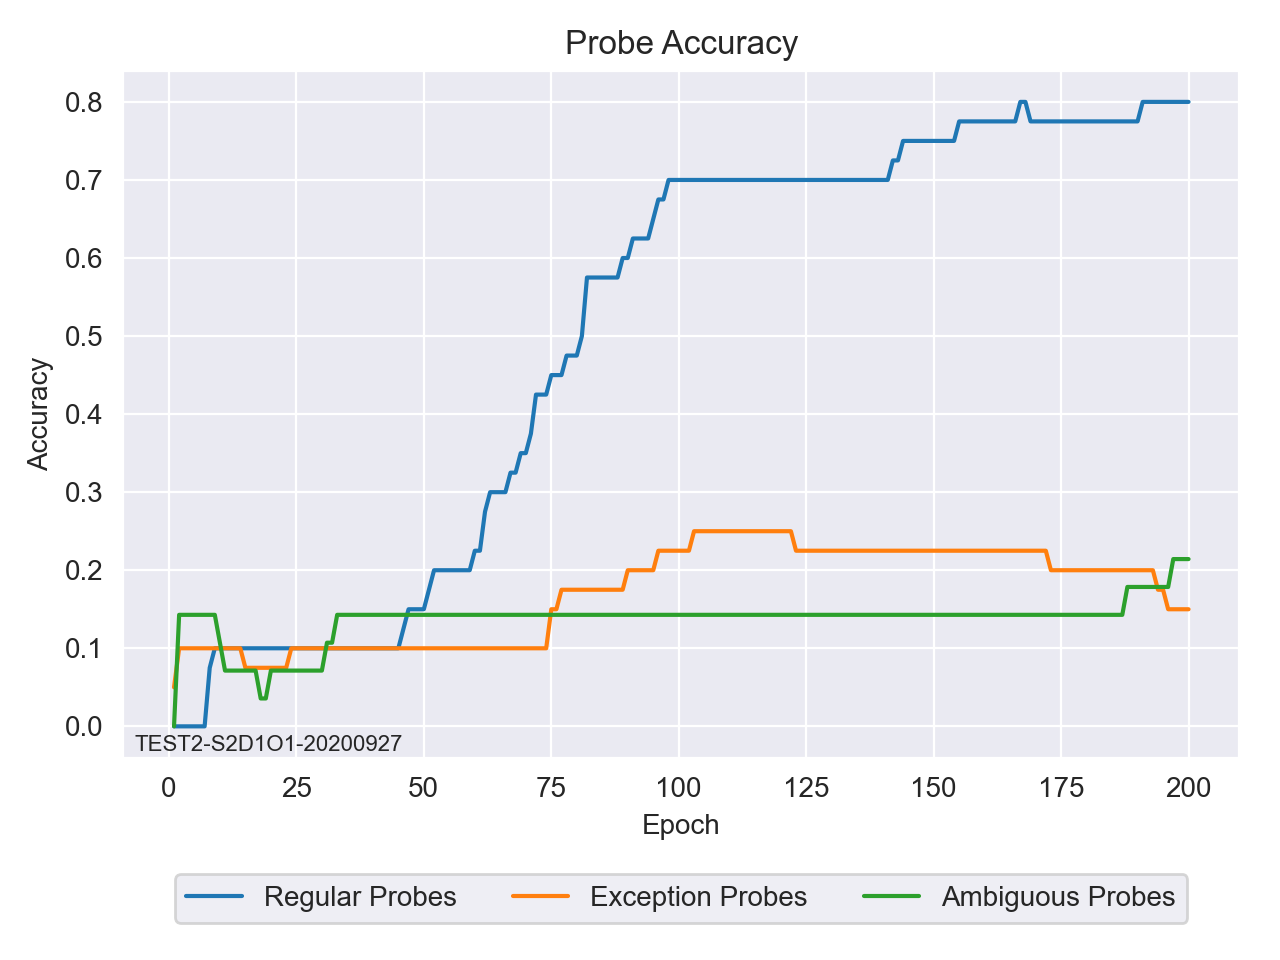 Probe Accuracy
Accuracy
0.8
0.7
0.6
0.5
0.4
0.3
0.2
0.1
0.0
TEST2-S2D1O1-20200927
0 25 50 75 100 125 150 175 200
Epoch
Regular Probes Exception Probes Ambiguous Probes